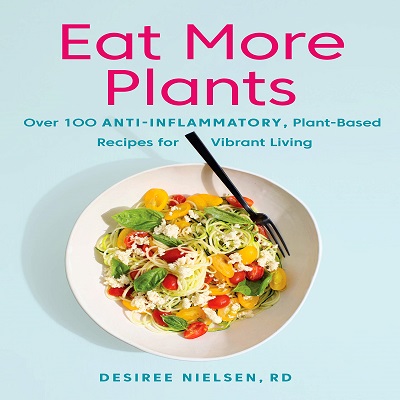 Eat More
Plants
Over 100 ANTI-INFLAMMATORY, Plant-Based
Recipes for Vibrant Living
DESIREE NIELSEN, RD